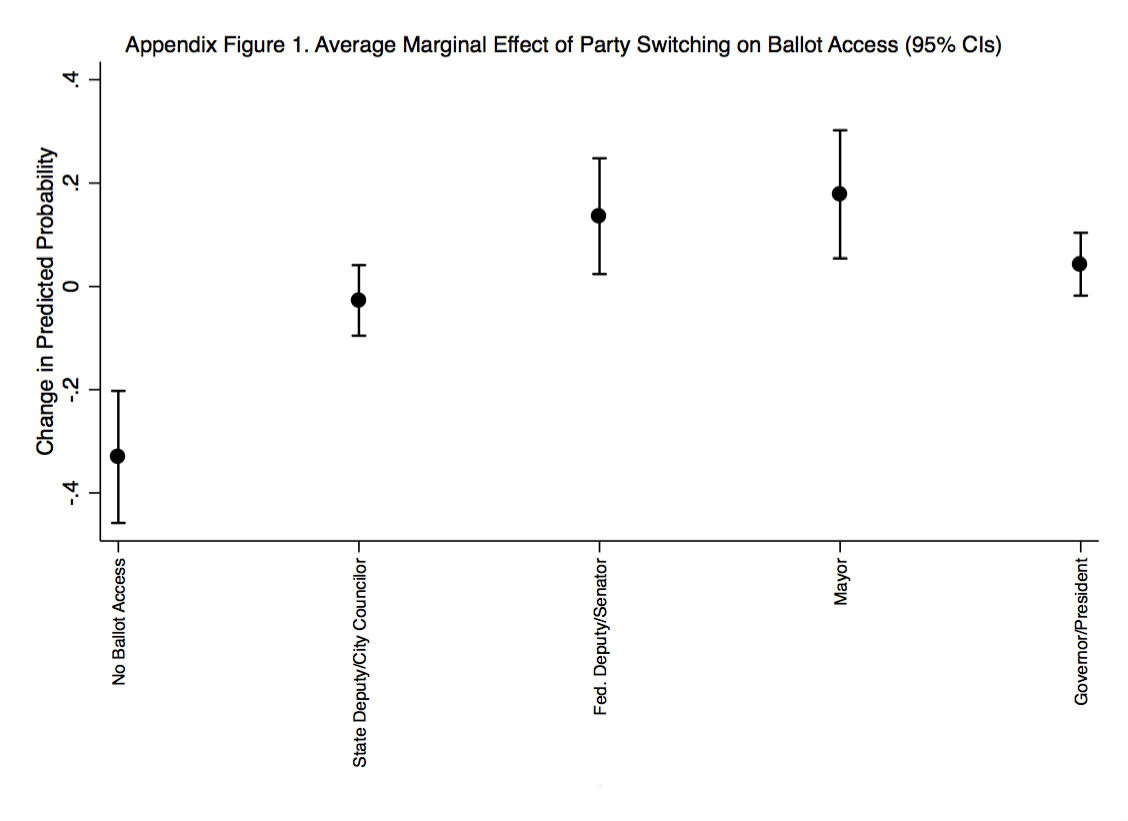 Appendix Figure 1. Average Marginal Effect of Party Switching on Ballot Access (95% CIs)
Change in Predicted Probability
.4
.2
0
-.2
-.4
No Ballot Access
State Deputy/City Councilor
Fed. Deputy/Senator
Mayor
Governor/President